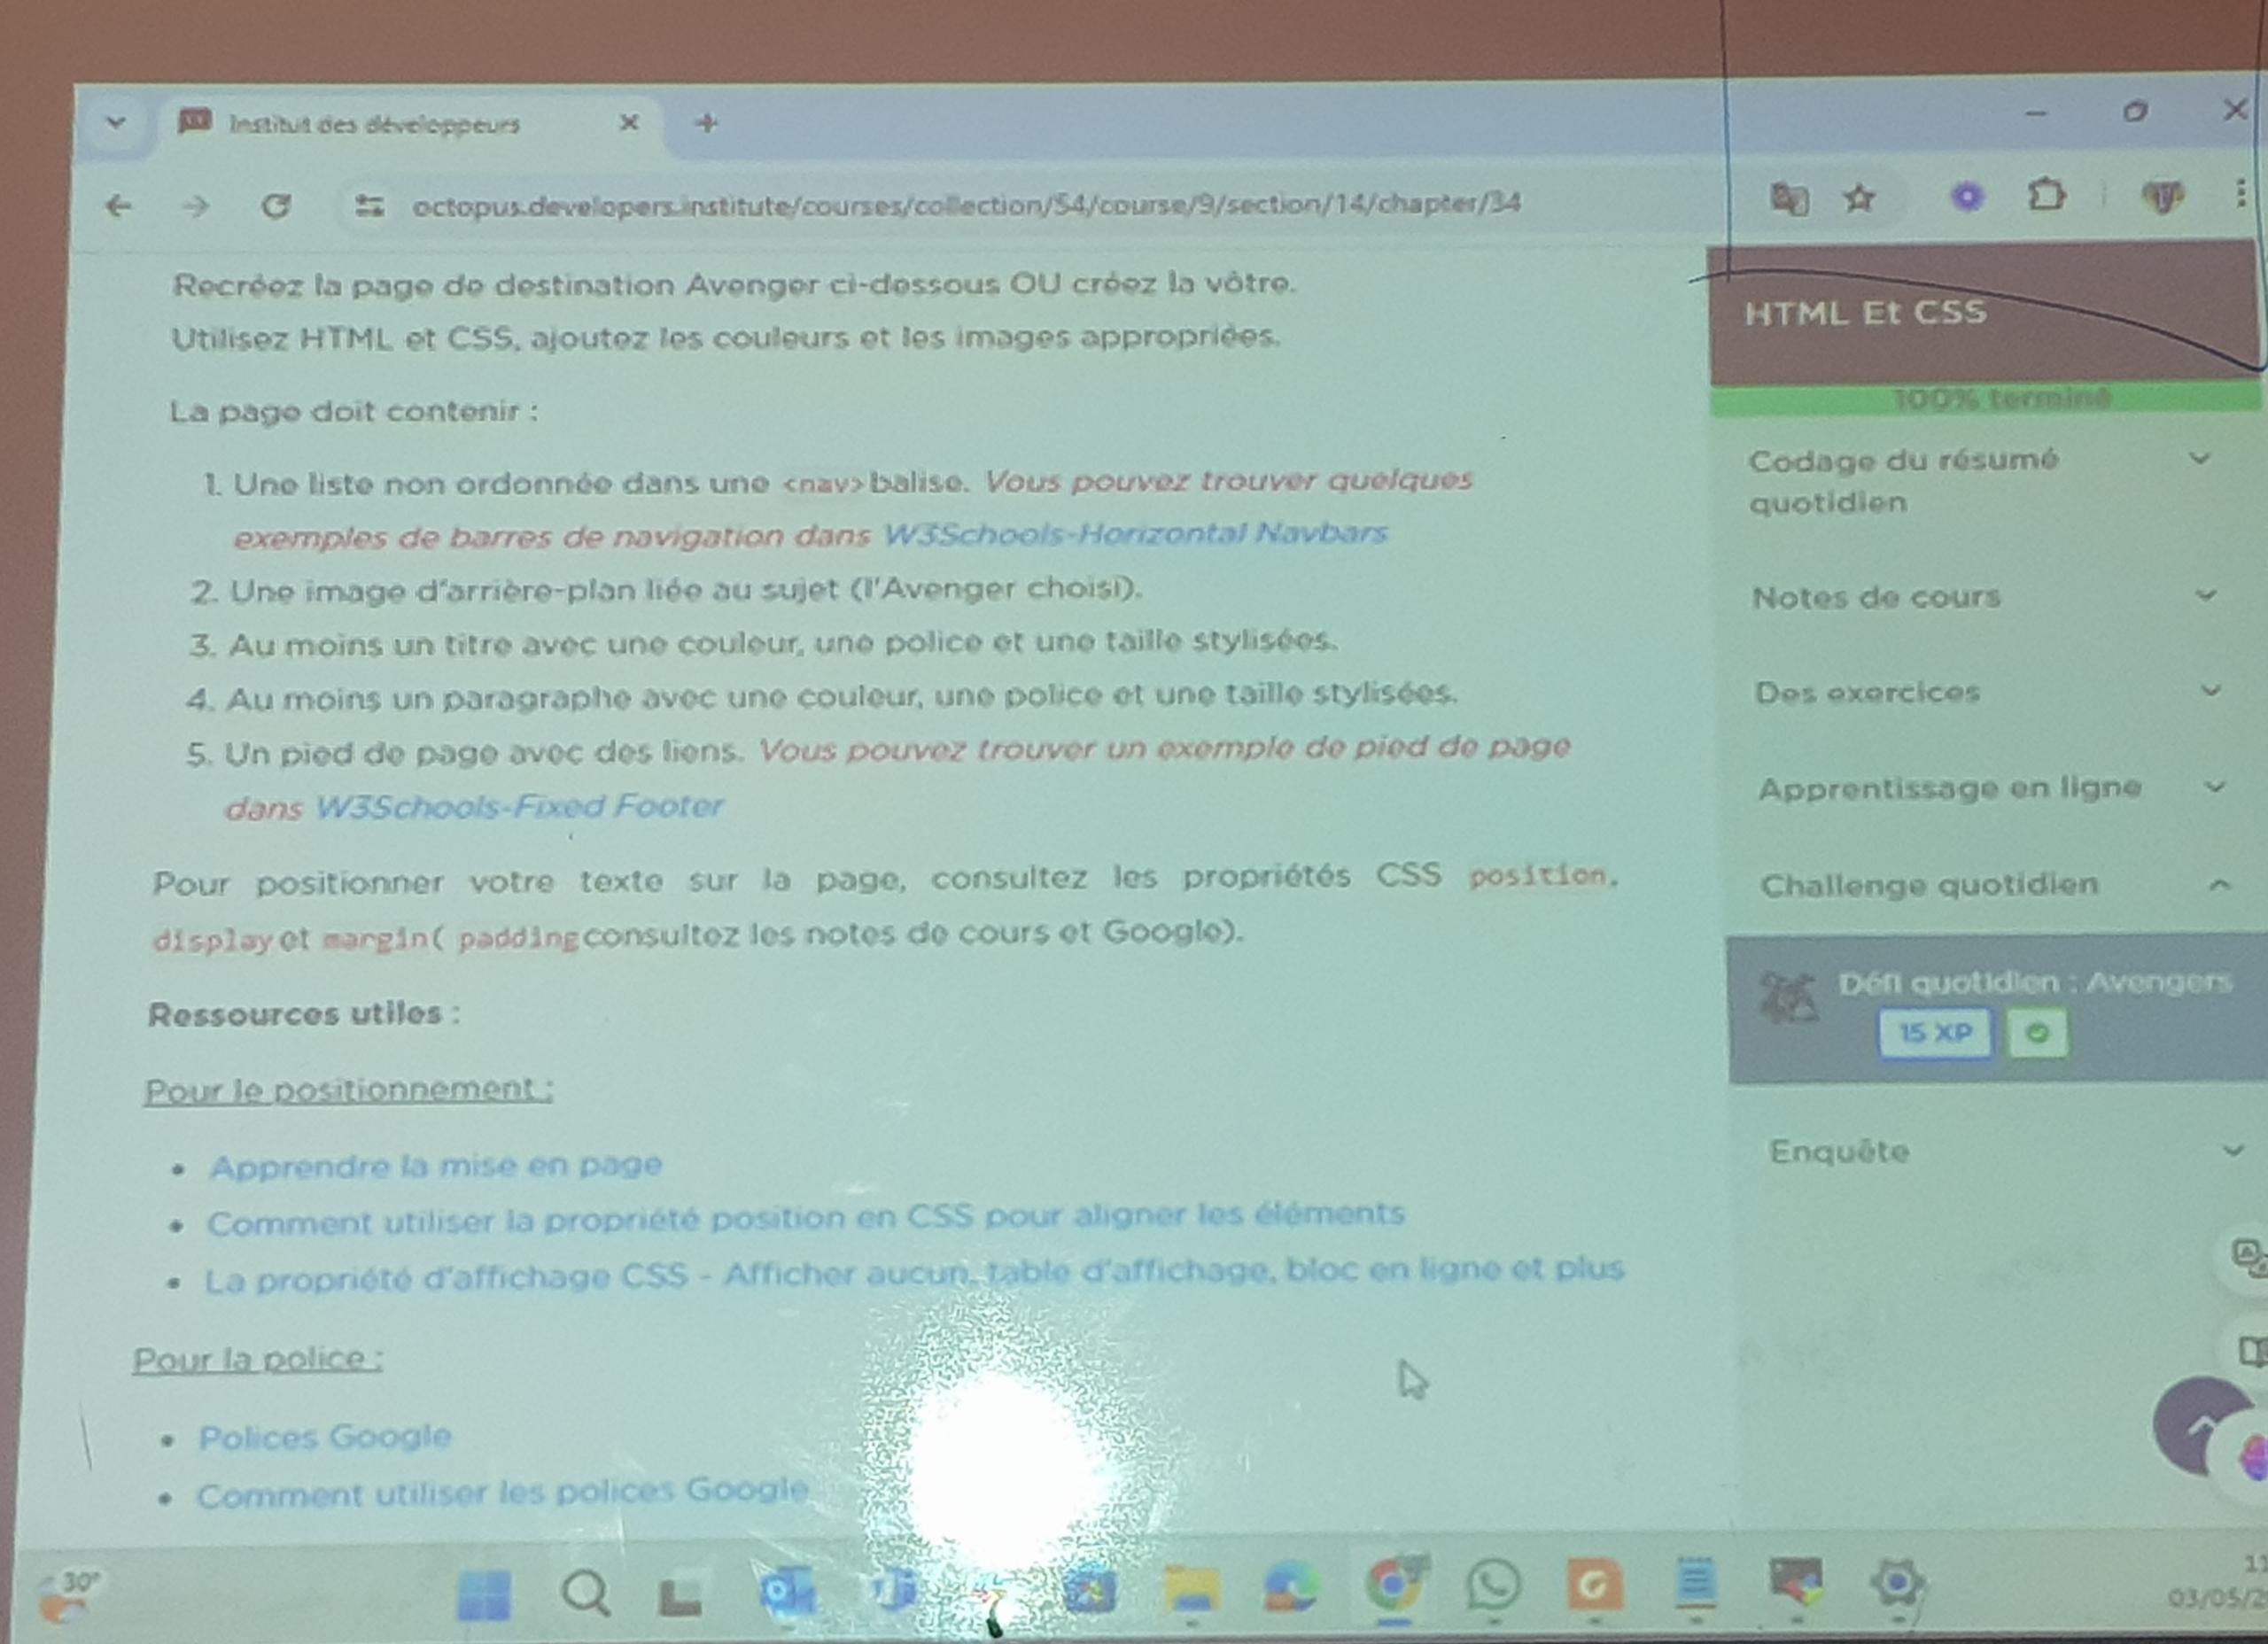 Institut des développeurs
octopus.developers.institute/courses/collection/54/course/9/section/14/chapter/34
Recréez la page de destination Avenger ci-dessous OU créez la vôtre.
Utilisez HTML et CSS, ajoutez les couleurs et les images appropriées.
La page doit contenir :
1. Une liste non ordonnée dans une <nav>balise. Vous pouvez trouver quelques
exemples de barres de navigation dans W3Schools-Horizontal Navbars
2. Une image d'arrière-plan liée au sujet (l'Avenger choisi).
3. Au moins un titre avec une couleur, une police et une taille stylisées.
4. Au moins un paragraphe avec une couleur, une police et une taille stylisées.
5. Un pied de page avec des liens. Vous pouvez trouver un exemple de pied de page
dans W3Schools-Fixed Footer
Pour positionner votre texte sur la page, consultez les propriétés CSS position,
display et margin( padding consultez les notes de cours et Google).
Ressources utiles :
Pour le positionnement :
• Apprendre la mise en page
• Comment utiliser la propriété position en CSS pour aligner les éléments
• La propriété d'affichage CSS - Afficher aucun, table d'affichage, bloc en ligne et plus
Pour la police :
• Polices Google
• Comment utiliser les polices Google
HTML Et CSS
100% terminé
Codage du résumé
quotidien
Notes de cours
Des exercices
Apprentissage en ligne
Challenge quotidien
Défi quotidien : Avengers
15 XP
Enquête
30°
03/05/2